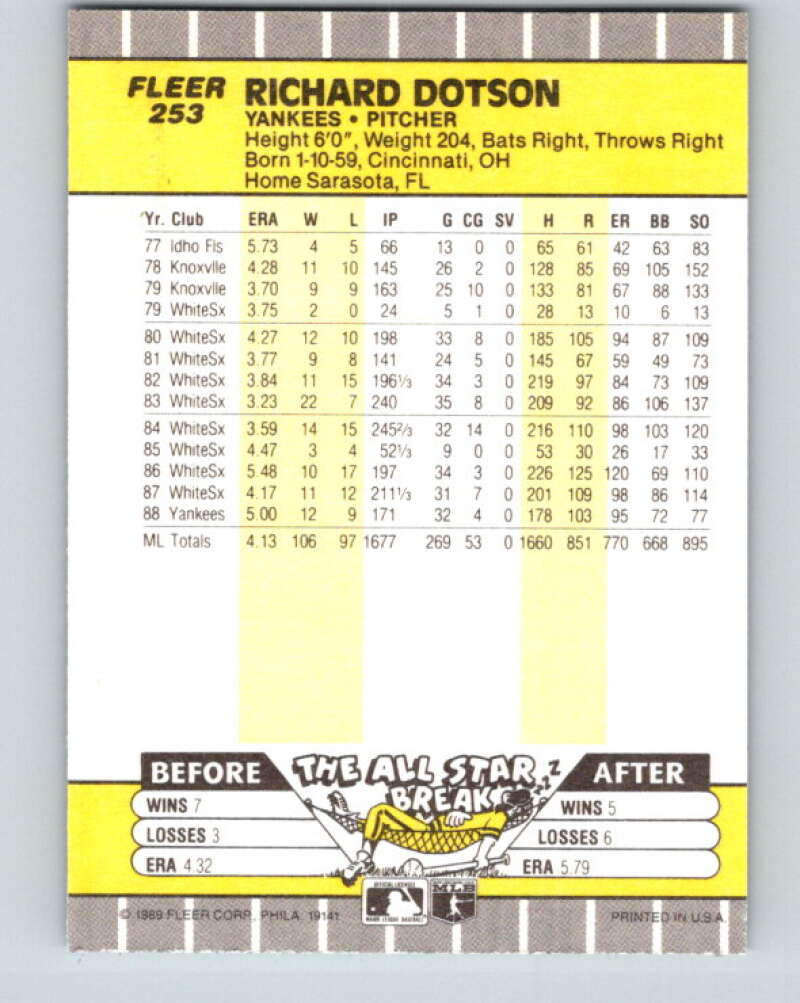 FLEER
253
RICHARD DOTSON
YANKEES • PITCHER
Height 6'0", Weight 204, Bats Right, Throws Right
Born 1-10-59, Cincinnati, OH
Home Sarasota, FL
Yr. Club ERA W L IP G CG SV H R ER BB SO
77 Idho Fls 5.73 4 5 66 13 0 0 65 61 42 63 83
78 Knoxvlle 4.28 11 10 145 26 2 0 128 85 69 105 152
79 Knoxvlle 3.70 9 9 163 25 10 0 133 81 67 88 133
79 WhiteSx 3.75 2 0 24 5 1 0 28 13 10 6 13
80 WhiteSx 4.27 12 10 198 33 8 0 185 105 94 87 109
81 WhiteSx 3.77 9 8 141 24 5 0 145 67 59 49 73
82 WhiteSx 3.84 11 15 196⅓ 34 3 0 219 97 84 73 109
83 WhiteSx 3.23 22 7 240 35 8 0 209 92 86 106 137
84 WhiteSx 3.59 14 15 245⅔ 32 14 0 216 110 98 103 120
85 WhiteSx 4.47 3 4 52⅓ 9 0 0 53 30 26 17 33
86 WhiteSx 5.48 10 17 197 34 3 0 226 125 120 69 110
87 WhiteSx 4.17 11 12 211⅓ 31 7 0 201 109 98 86 114
88 Yankees 5.00 12 9 171 32 4 0 178 103 95 72 77
ML Totals 4.13 106 97 1677 269 53 0 1660 851 770 668 895
BEFORE THE ALL STAR BREAK ZZZ AFTER
WINS 7 WINS 5
LOSSES 3 LOSSES 6
ERA 4.32 ERA 5.79
OFFICIAL LICENSEE
MAJOR LEAGUE BASEBALL
MLB
© 1989 FLEER CORP., PHILA. 19141 PRINTED IN U.S.A.